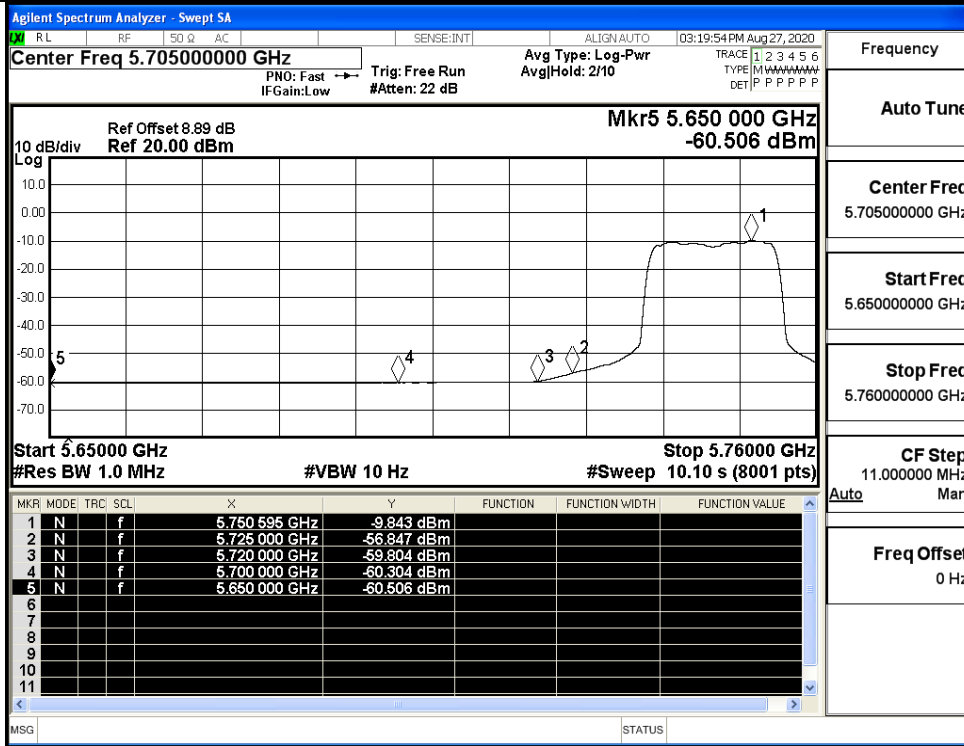 Agilent Spectrum Analyzer - Swept SA
LXI RL RF 50 Ω AC SENSE:INT ALIGN AUTO 03:19:54 PM Aug 27, 2020
Center Freq 5.705000000 GHz
PNO: Fast
IFGain:Low
Trig: Free Run
#Atten: 22 dB
Avg Type: Log-Pwr
Avg|Hold: 2/10
TRACE 1 2 3 4 5 6
TYPE M WWWWW
DET P P P P P P
Frequency
Mkr5 5.650 000 GHz
-60.506 dBm
Ref Offset 8.89 dB
10 dB/div Ref 20.00 dBm
Log
10.0
0.00
-10.0
-20.0
-30.0
-40.0
-50.0
-60.0
-70.0
1
2
3
4
5
Start 5.65000 GHz Stop 5.76000 GHz
#Res BW 1.0 MHz #VBW 10 Hz #Sweep 10.10 s (8001 pts)
MKR MODE TRC SCL X Y FUNCTION FUNCTION WIDTH FUNCTION VALUE
1 N f 5.750 595 GHz -9.843 dBm
2 N f 5.725 000 GHz -56.847 dBm
3 N f 5.720 000 GHz -59.804 dBm
4 N f 5.700 000 GHz -60.304 dBm
5 N f 5.650 000 GHz -60.506 dBm
6
7
8
9
10
11
MSG STATUS
Auto Tune
Center Freq
5.705000000 GHz
Start Freq
5.650000000 GHz
Stop Freq
5.760000000 GHz
CF Step
11.000000 MHz
Auto Man
Freq Offset
0 Hz